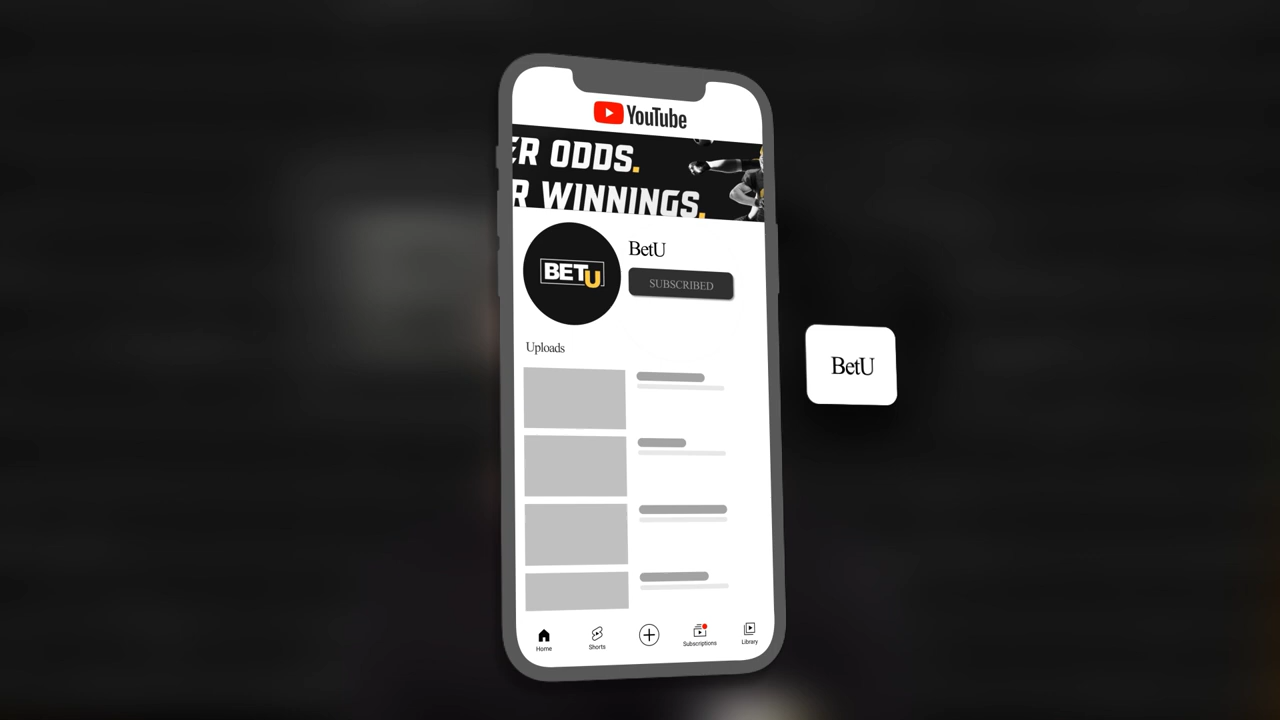 YouTube
ER ODDS.
R WINNINGS.
BETU
BetU
SUBSCRIBED
BetU
Uploads
Home
Shorts
Subscriptions
Library